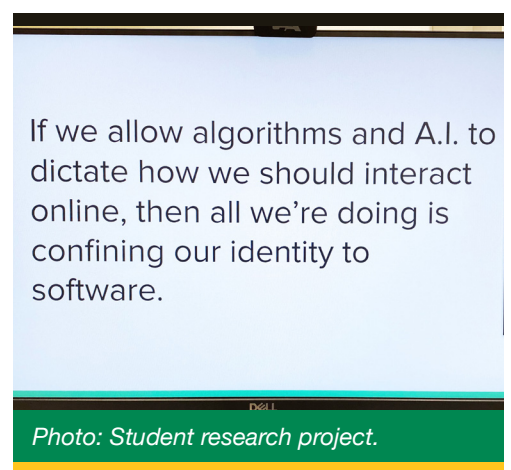 If we allow algorithms and A.I. to
dictate how we should interact
online, then all we're doing is
confining our identity to
software.
DELL
Photo: Student research project.